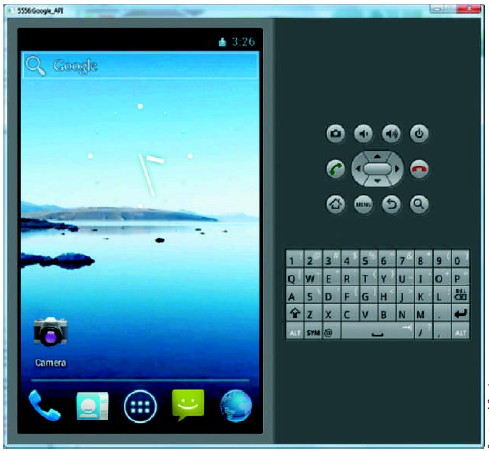 5556:Google_API
3:26
Google
Camera
MENU
1 2 3 4 5 6 7 8 9 0
Q W E R T Y U I O P
A S D F G H J K L DEL
Z X C V B N M .
ALT SYM @ / , ALT